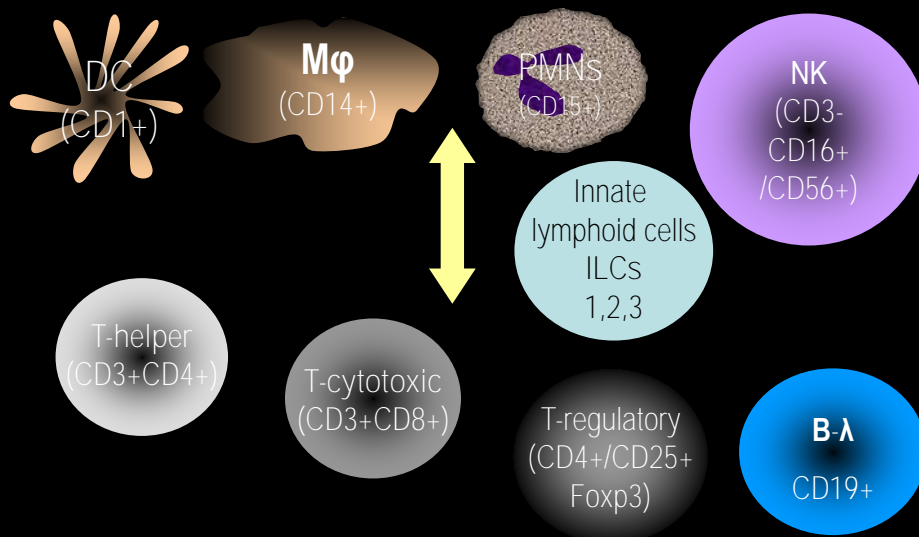 DC
(CD1+)
Mφ
(CD14+)
PMNs
(CD15+)
NK
(CD3-
CD16+
/CD56+)
Innate
lymphoid cells
ILCs
1,2,3
T-helper
(CD3+CD4+)
T-cytotoxic
(CD3+CD8+)
T-regulatory
(CD4+/CD25+
Foxp3)
B-λ
CD19+